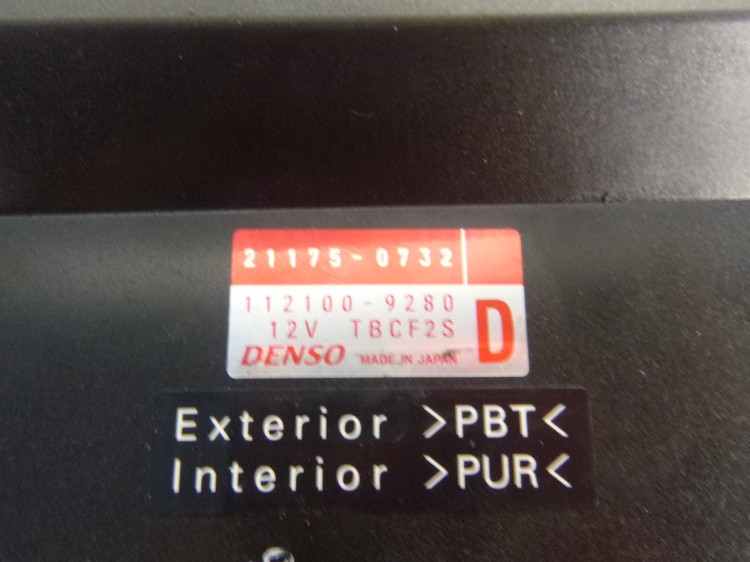 21175-0732
112100-9280
12V TBCF2S
D
DENSO MADE IN JAPAN
Exterior >PBT<
Interior >PUR<